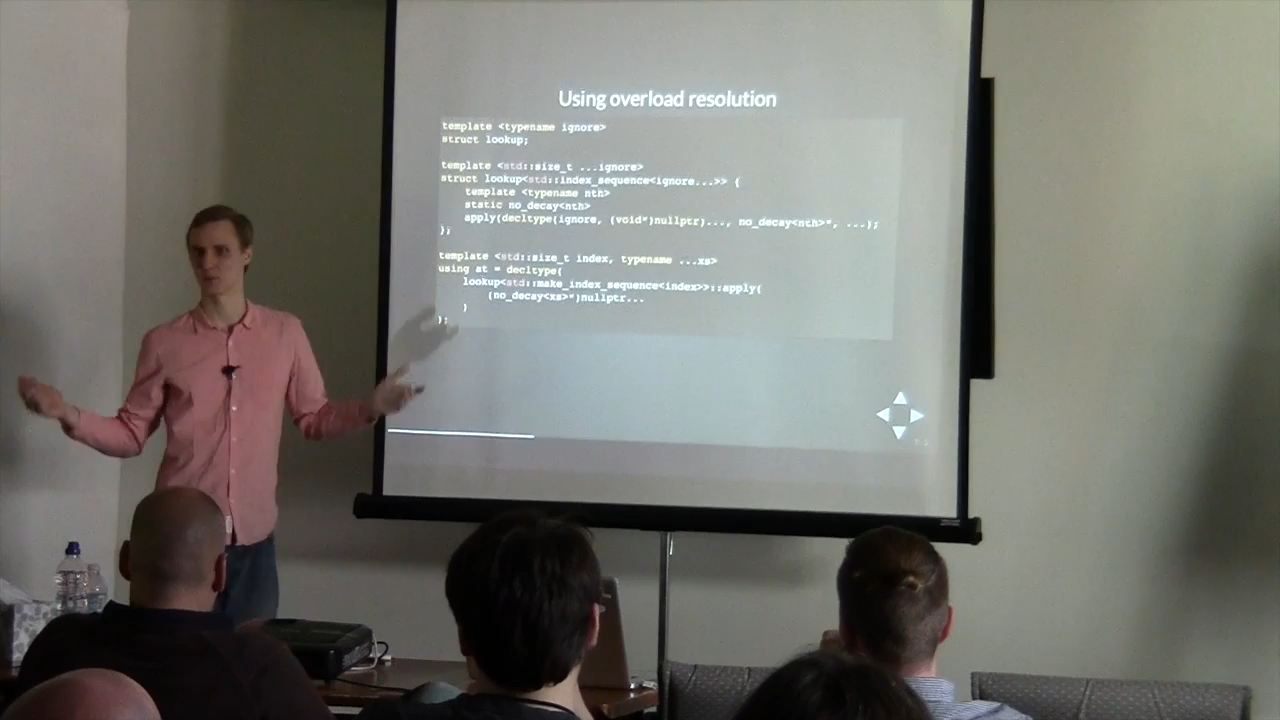 Using overload resolution
template <typename ignore>
struct lookup;
template <std::size_t ...ignore>
struct lookup<std::index_sequence<ignore...>> {
template <typename nth>
static no_decay<nth>
apply(decltype(ignore, (void*)nullptr)..., no_decay<nth>*, ...);
};
template <std::size_t index, typename ...xs>
using at = decltype(
lookup<std::make_index_sequence<index>>::apply(
(no_decay<xs>*)nullptr...
)
);